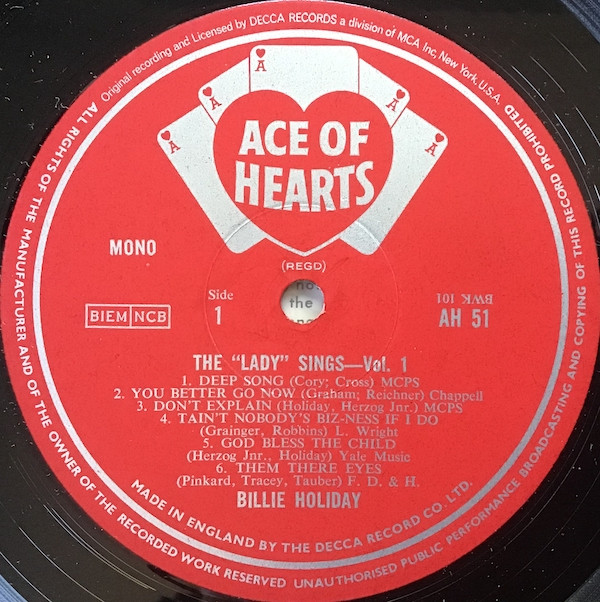 Original recording and Licensed by DECCA RECORDS a division of MCA Inc, New York, U.S.A.
ALL RIGHTS OF THE MANUFACTURER AND OF THE OWNER OF THE RECORDED WORK RESERVED UNAUTHORISED PUBLIC PERFORMANCE BROADCASTING AND COPYING OF THIS RECORD PROHIBITED
A
A
A
A
A
ACE OF
HEARTS
(REGD)
MONO
BIEM NCB
Side
1
no
the
BWK 101
AH 51
THE "LADY" SINGS—Vol. 1
1. DEEP SONG (Cory; Cross) MCPS
2. YOU BETTER GO NOW (Graham; Reichner) Chappell
3. DON'T EXPLAIN (Holiday, Herzog Jnr.) MCPS
4. TAIN'T NOBODY'S BIZ-NESS IF I DO
(Grainger, Robbins) L. Wright
5. GOD BLESS THE CHILD
(Herzog Jnr., Holiday) Yale Music
6. THEM THERE EYES
(Pinkard, Tracey, Tauber) F. D. & H.
BILLIE HOLIDAY
MADE IN ENGLAND BY THE DECCA RECORD CO. LTD.